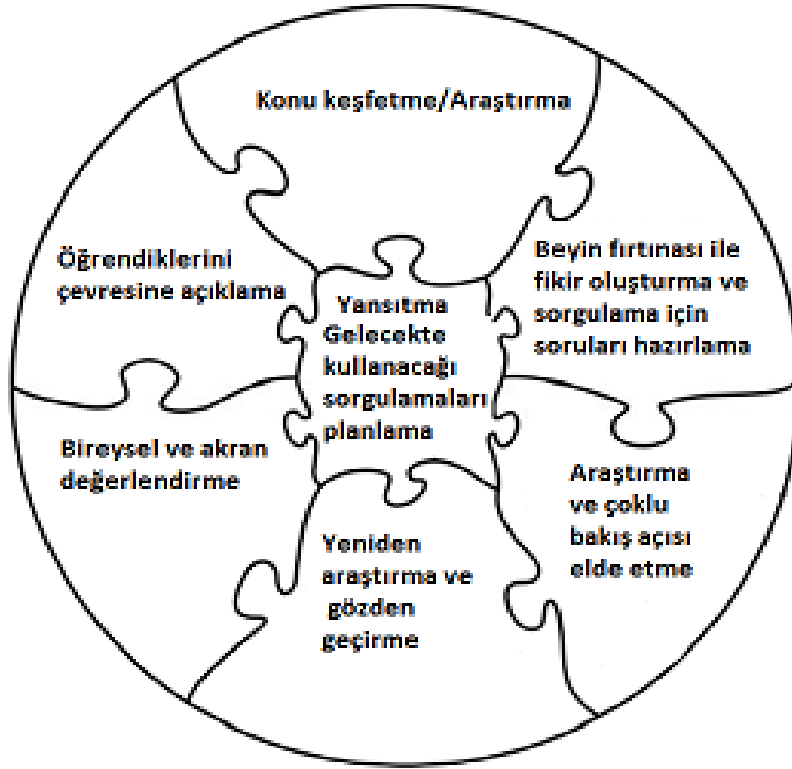 Konu keşfetme/Araştırma
Beyin fırtınası ile
fikir oluşturma ve
sorgulama için
soruları hazırlama
Araştırma
ve çoklu
bakış açısı
elde etme
Yeniden
araştırma ve
gözden
geçirme
Bireysel ve akran
değerlendirme
Öğrendiklerini
çevresine açıklama
Yansıtma
Gelecekte
kullanacağı
sorgulamaları
planlama